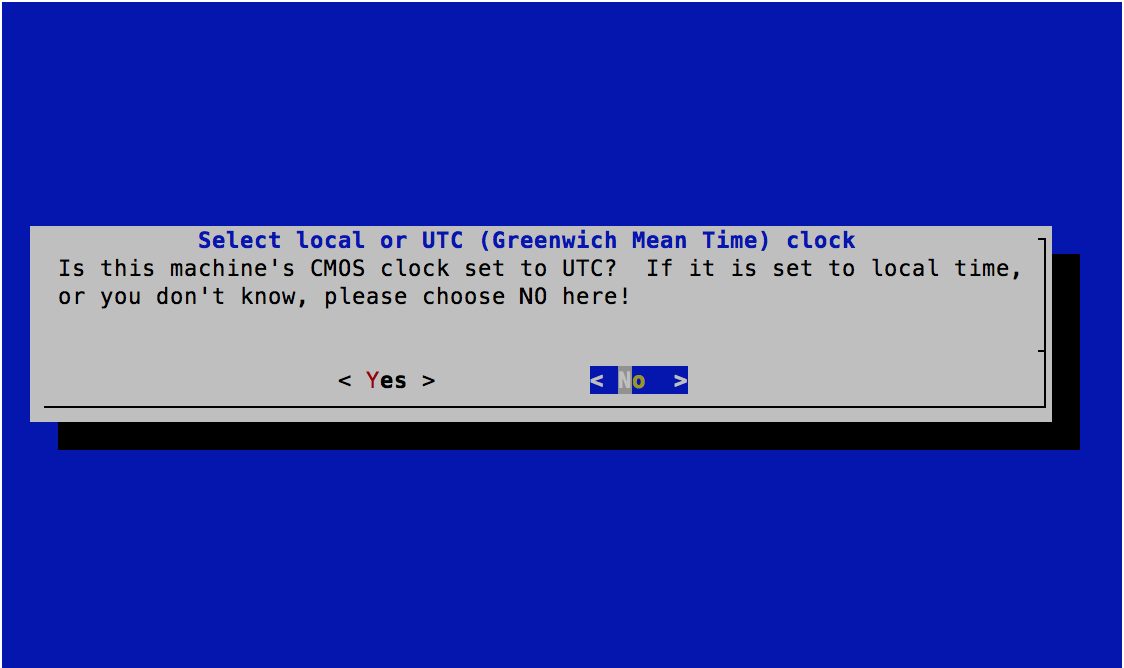 Select local or UTC (Greenwich Mean Time) clock
Is this machine's CMOS clock set to UTC?  If it is set to local time,
or you don't know, please choose NO here!
< Yes > < No  >